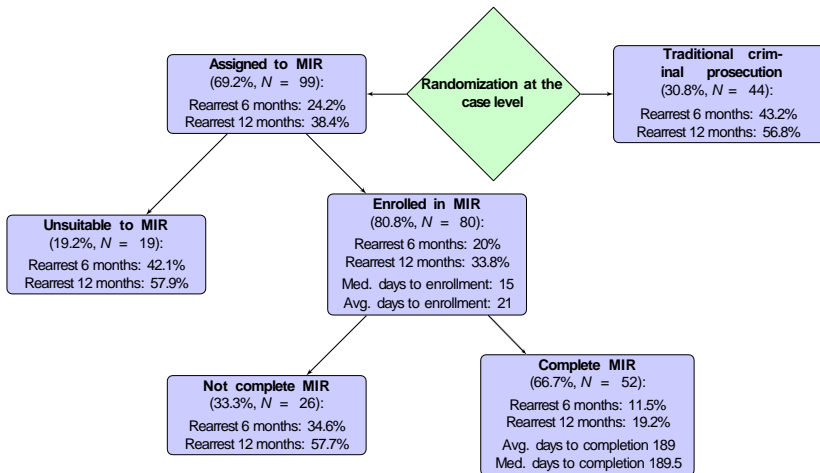 Assigned to MIR
(69.2%, N = 99):
Rearrest 6 months: 24.2%
Rearrest 12 months: 38.4%
Randomization at the
case level
Traditional crim-
inal prosecution
(30.8%, N = 44):
Rearrest 6 months: 43.2%
Rearrest 12 months: 56.8%
Unsuitable to MIR
(19.2%, N = 19):
Rearrest 6 months: 42.1%
Rearrest 12 months: 57.9%
Enrolled in MIR
(80.8%, N = 80):
Rearrest 6 months: 20%
Rearrest 12 months: 33.8%
Med. days to enrollment: 15
Avg. days to enrollment: 21
Not complete MIR
(33.3%, N = 26):
Rearrest 6 months: 34.6%
Rearrest 12 months: 57.7%
Complete MIR
(66.7%, N = 52):
Rearrest 6 months: 11.5%
Rearrest 12 months: 19.2%
Avg. days to completion 189
Med. days to completion 189.5